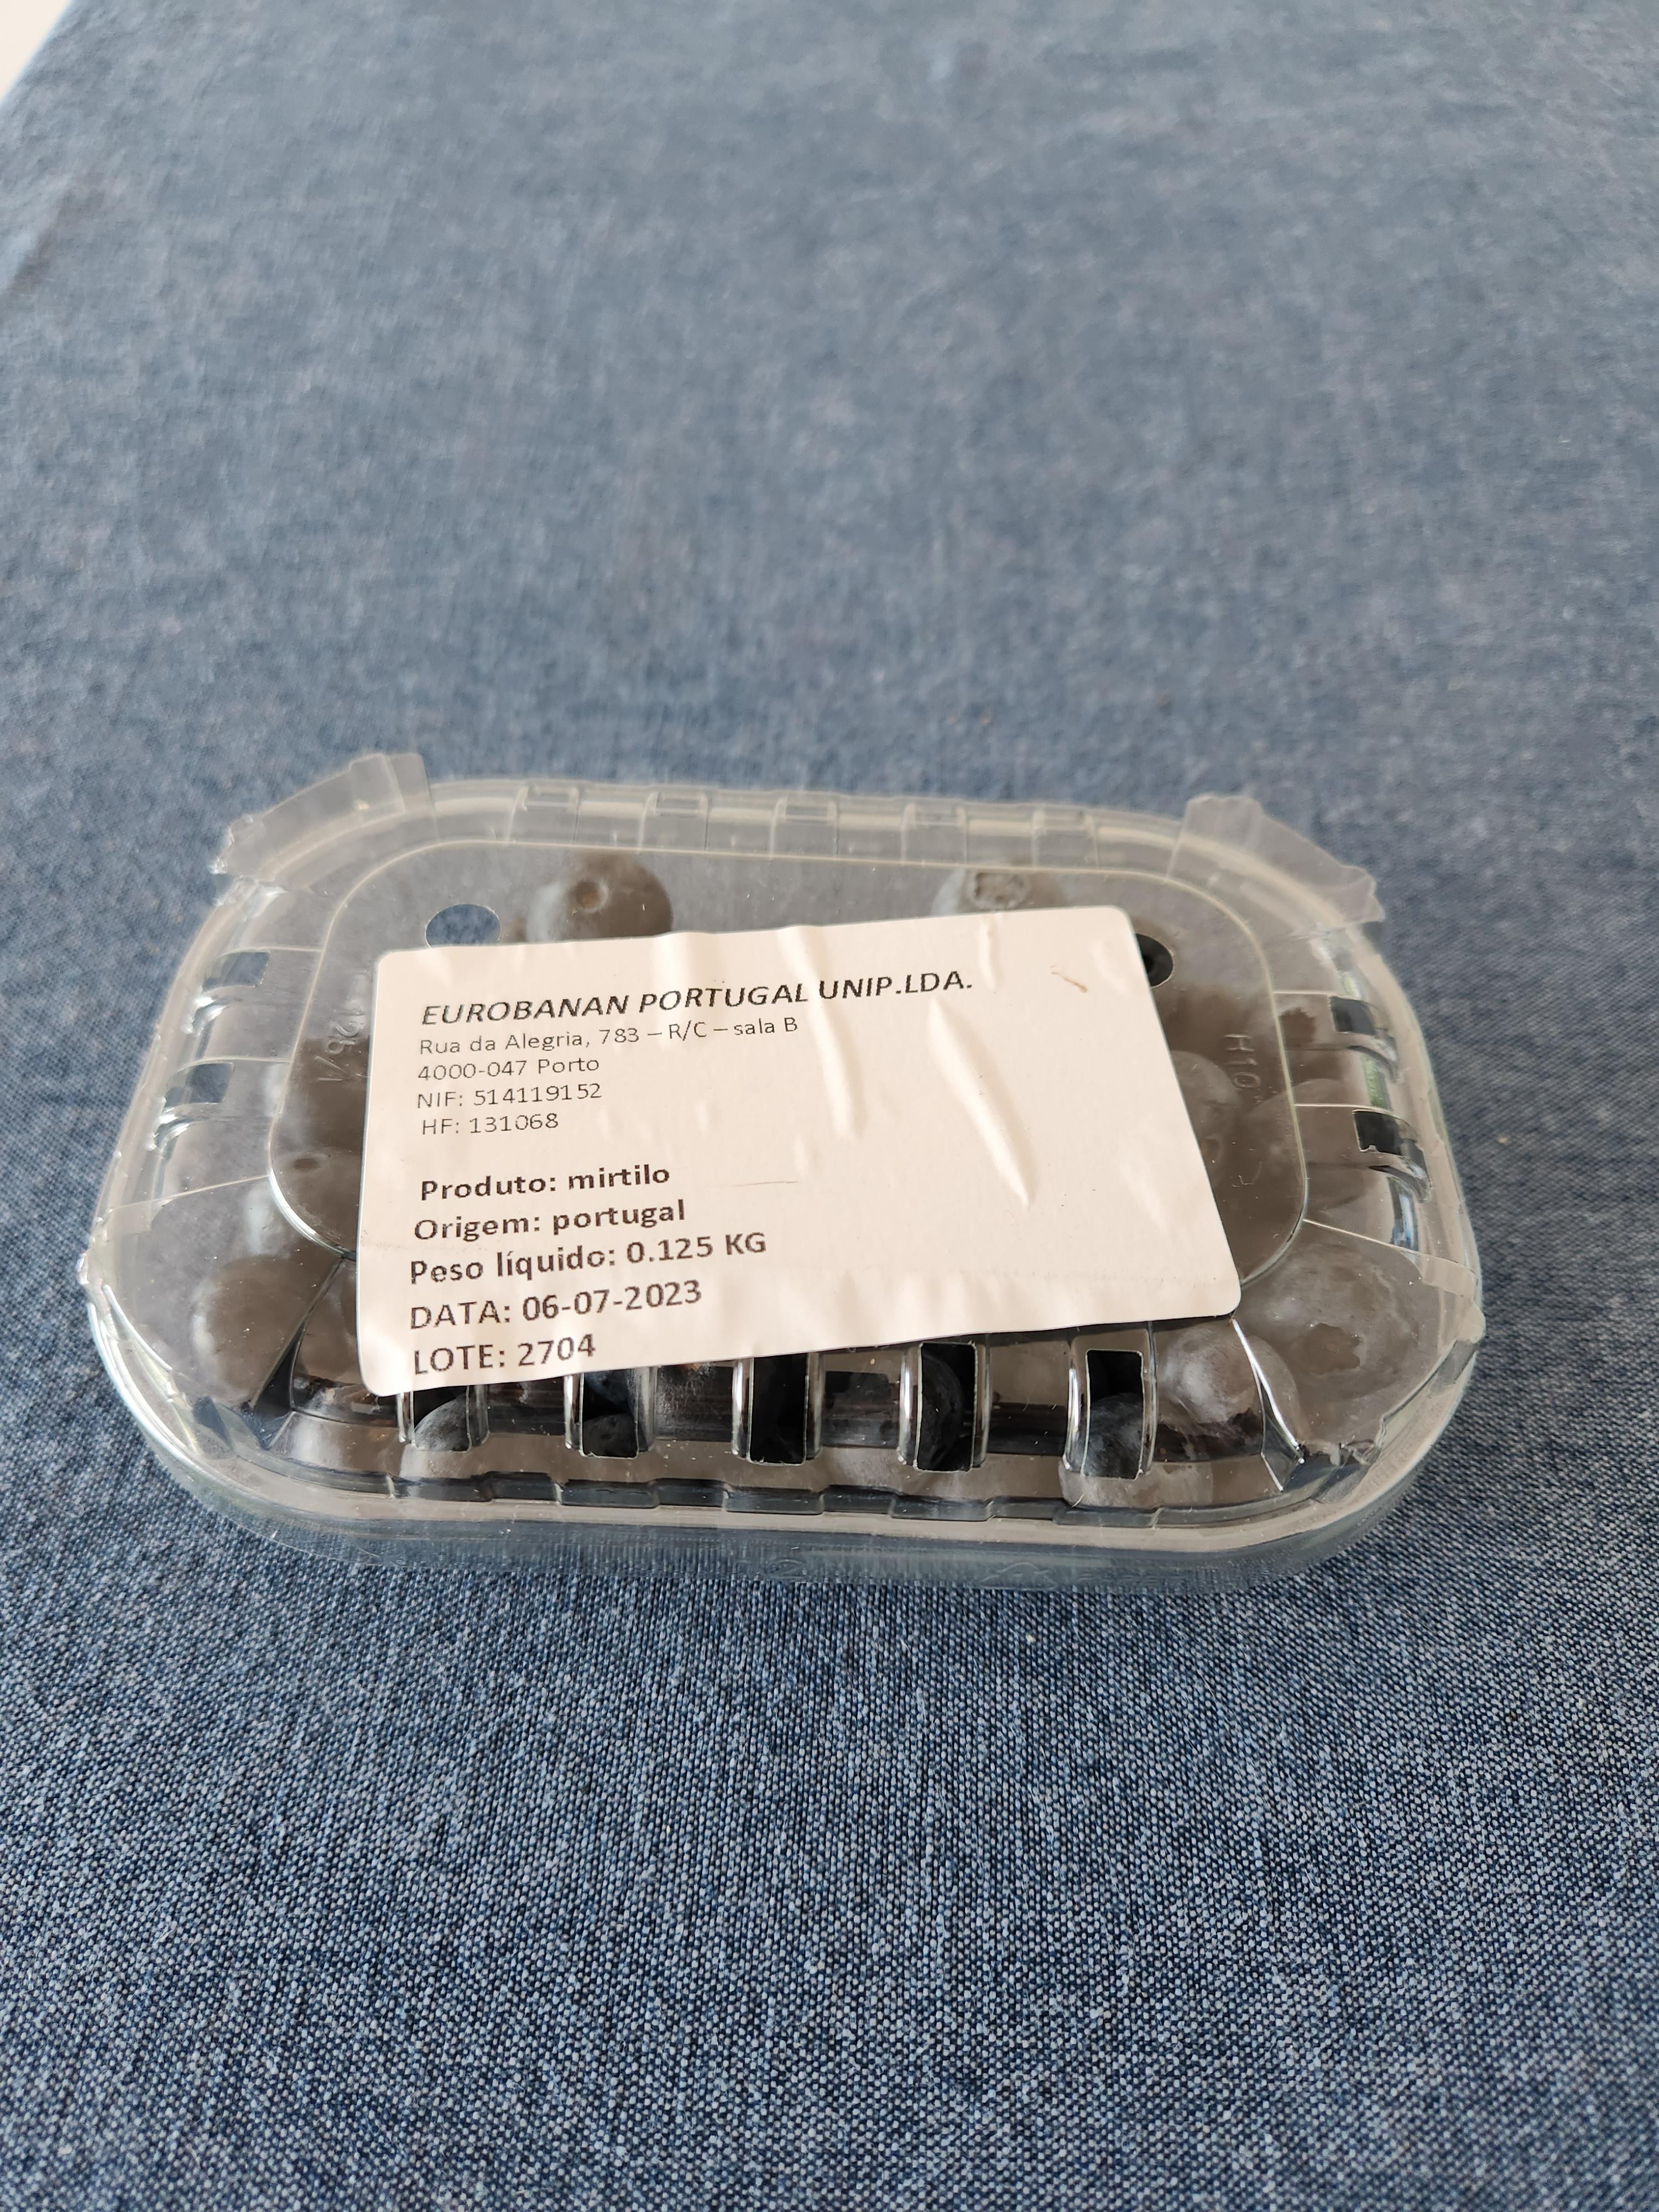 EUROBANAN PORTUGAL UNIP.LDA.
Rua da Alegria, 783 – R/C – sala B
4000-047 Porto
NIF: 514119152
HF: 131068
Produto: mirtilo
Origem: portugal
Peso líquido: 0.125 KG
DATA: 06-07-2023
LOTE: 2704